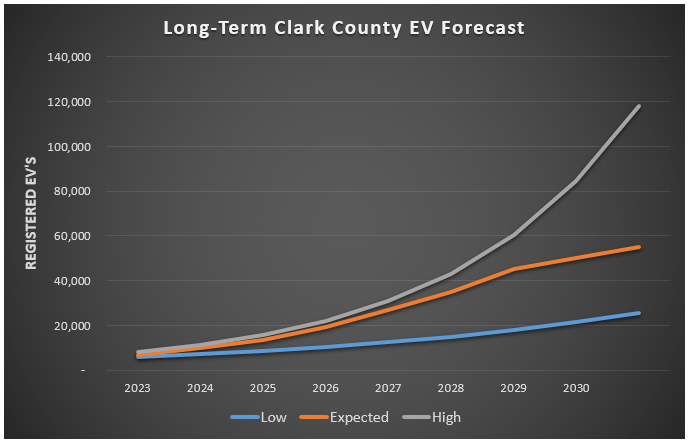 Long-Term Clark County EV Forecast
140,000
120,000
100,000
80,000
60,000
40,000
20,000
-
REGISTERED EV'S
2023 2024 2025 2026 2027 2028 2029 2030
Low Expected High